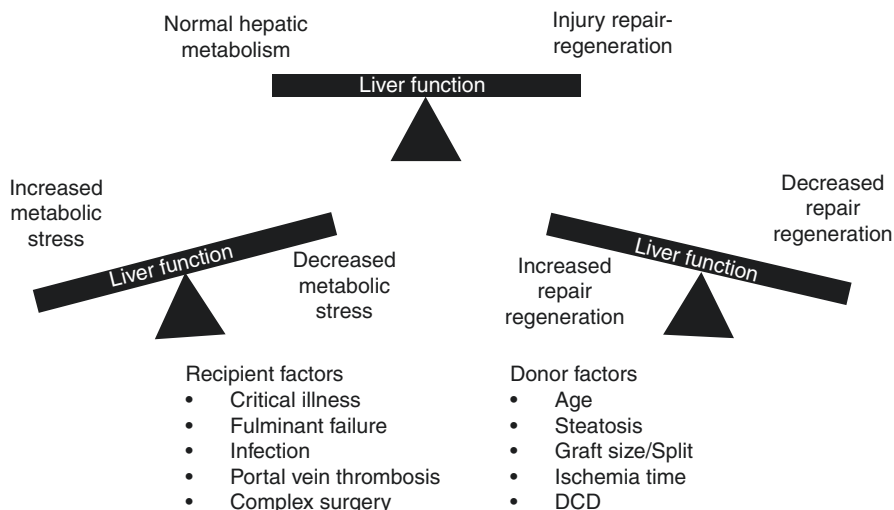 Normal hepatic
metabolism
Injury repair-
regeneration
Liver function
Increased
metabolic
stress
Liver function
Decreased
metabolic
stress
Decreased
repair
regeneration
Liver function
Increased
repair
regeneration
Recipient factors
• Critical illness
• Fulminant failure
• Infection
• Portal vein thrombosis
• Complex surgery
Donor factors
• Age
• Steatosis
• Graft size/Split
• Ischemia time
• DCD